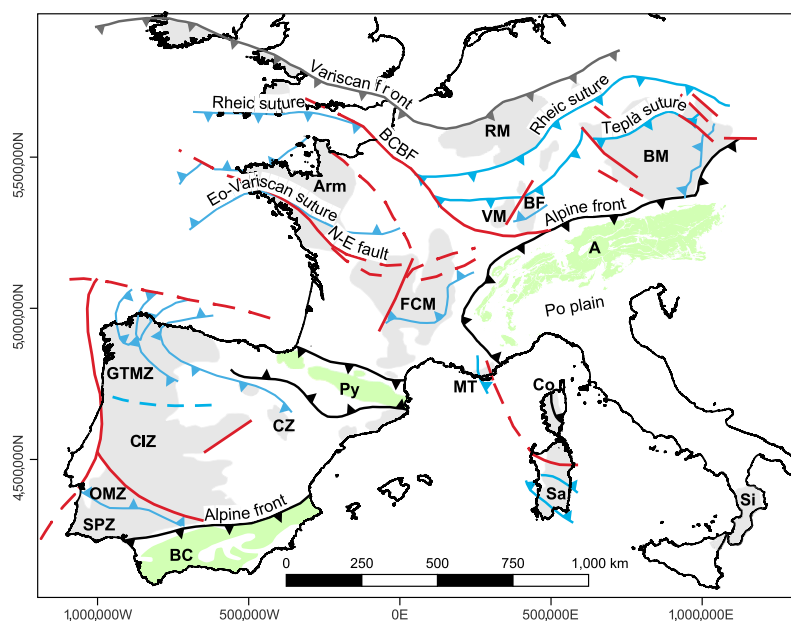 Variscan front
Rheic suture
Rheic suture
Teplà suture
BCBF
RM
BM
Arm
Eo-Variscan suture
VM
BF
Alpine front
N-E fault
A
FCM
Po plain
GTMZ
Py
MT
Co
CZ
CIZ
OMZ
SPZ
Alpine front
Sa
Si
BC
0
250
500
750
1,000 km
5,500,000N
5,000,000N
4,500,000N
1,000,000W
500,000W
0E
500,000E
1,000,000E